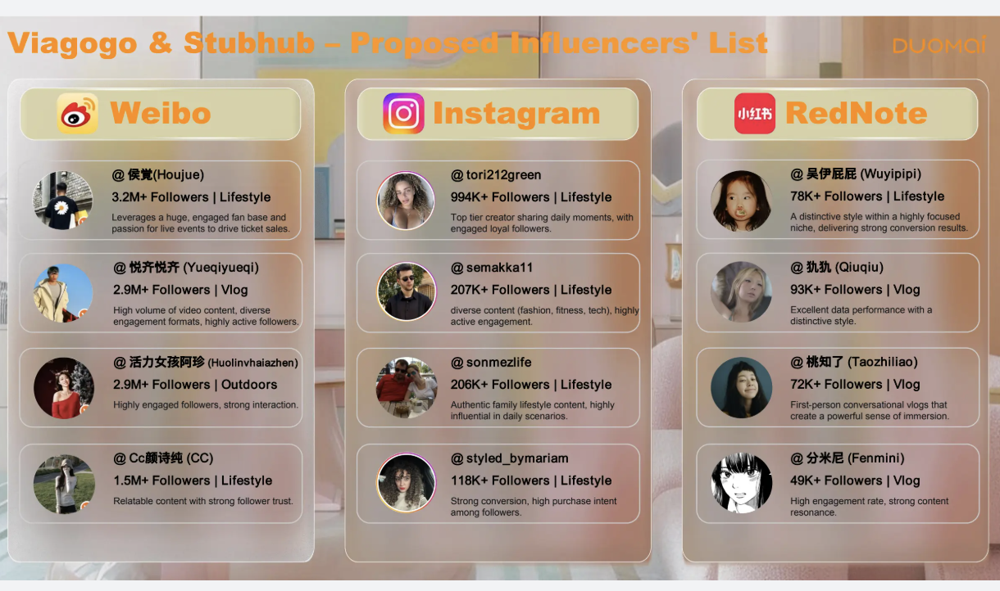 Viagogo & Stubhub – Proposed Influencers' List
DUOMAI
Weibo
@ 侯覚(Houjue)
3.2M+ Followers | Lifestyle
Leverages a huge, engaged fan base and
passion for live events to drive ticket sales.
@ 悦齐悦齐 (Yueqiyueqi)
2.9M+ Followers | Vlog
High volume of video content, diverse
engagement formats, highly active followers.
@ 活力女孩阿珍 (Huolinvhaiazhen)
2.9M+ Followers | Outdoors
Highly engaged followers, strong interaction.
@ Cc颜诗纯 (CC)
1.5M+ Followers | Lifestyle
Relatable content with strong follower trust.
Instagram
@ tori212green
994K+ Followers | Lifestyle
Top tier creator sharing daily moments, with
engaged loyal followers.
@ semakka11
207K+ Followers | Lifestyle
diverse content (fashion, fitness, tech), highly
active engagement.
@ sonmezlife
206K+ Followers | Lifestyle
Authentic family lifestyle content, highly
influential in daily scenarios.
@ styled_bymariam
118K+ Followers | Lifestyle
Strong conversion, high purchase intent
among followers.
小红书
RedNote
@ 吴伊屁屁 (Wuyipipi)
78K+ Followers | Lifestyle
A distinctive style within a highly focused
niche, delivering strong conversion results.
@ 犰犰 (Qiuqiu)
93K+ Followers | Vlog
Excellent data performance with a
distinctive style.
@ 桃知了 (Taozhiliao)
72K+ Followers | Vlog
First-person conversational vlogs that
create a powerful sense of immersion.
@ 分米尼 (Fenmini)
49K+ Followers | Vlog
High engagement rate, strong content
resonance.